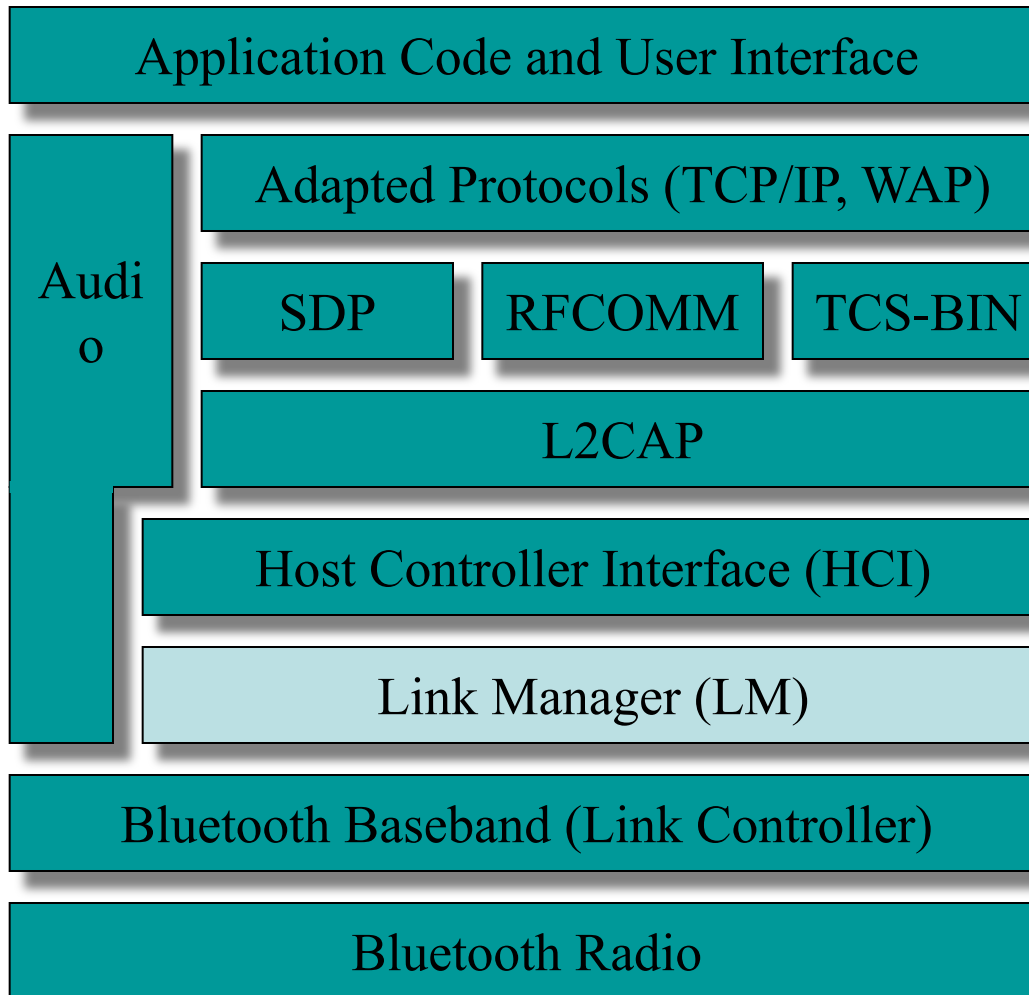 Application Code and User Interface
Adapted Protocols (TCP/IP, WAP)
Audi
o
SDP
RFCOMM
TCS-BIN
L2CAP
Host Controller Interface (HCI)
Link Manager (LM)
Bluetooth Baseband (Link Controller)
Bluetooth Radio